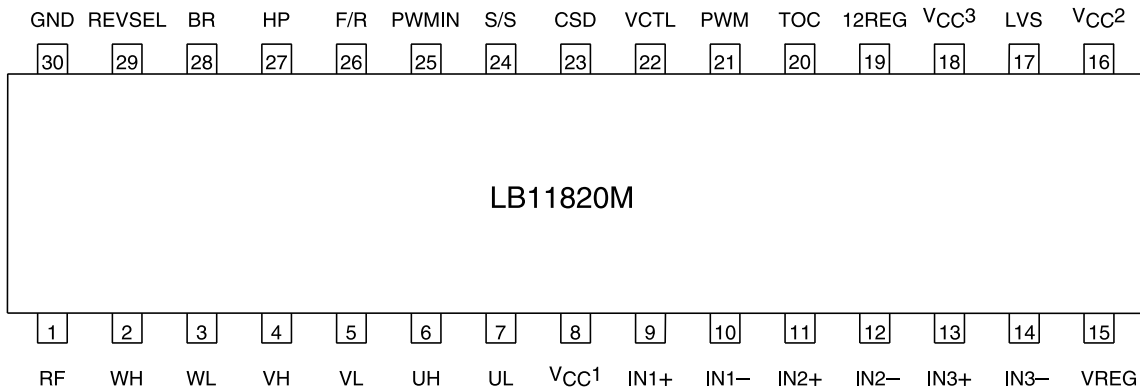 GND REVSEL BR HP F/R PWMIN S/S CSD VCTL PWM TOC 12REG VCC3 LVS VCC2
30 29 28 27 26 25 24 23 22 21 20 19 18 17 16
LB11820M
1 2 3 4 5 6 7 8 9 10 11 12 13 14 15
RF WH WL VH VL UH UL VCC1 IN1+ IN1− IN2+ IN2− IN3+ IN3− VREG